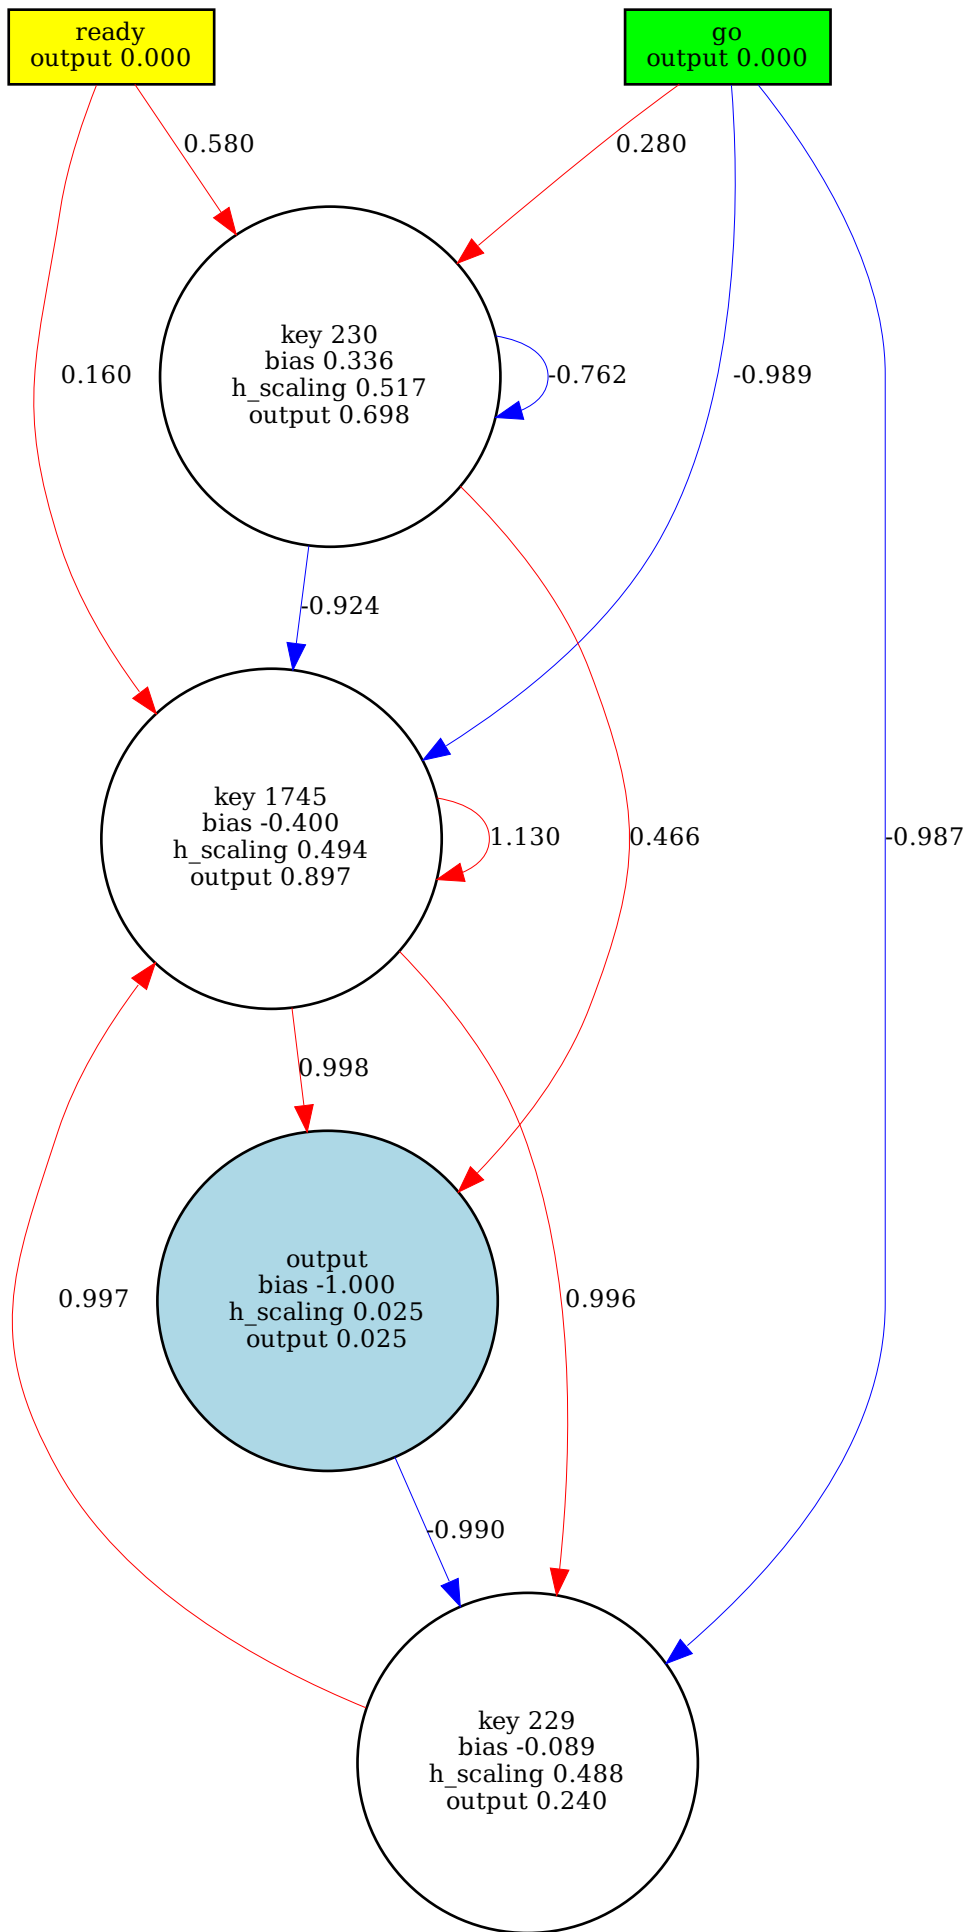 ready
output 0.000
go
output 0.000
0.580
0.280
key 230
bias 0.336
h_scaling 0.517
output 0.698
0.160
-0.762
-0.989
-0.924
key 1745
bias -0.400
h_scaling 0.494
output 0.897
1.130
0.466
-0.987
0.998
output
bias -1.000
h_scaling 0.025
output 0.025
0.997
0.996
-0.990
key 229
bias -0.089
h_scaling 0.488
output 0.240